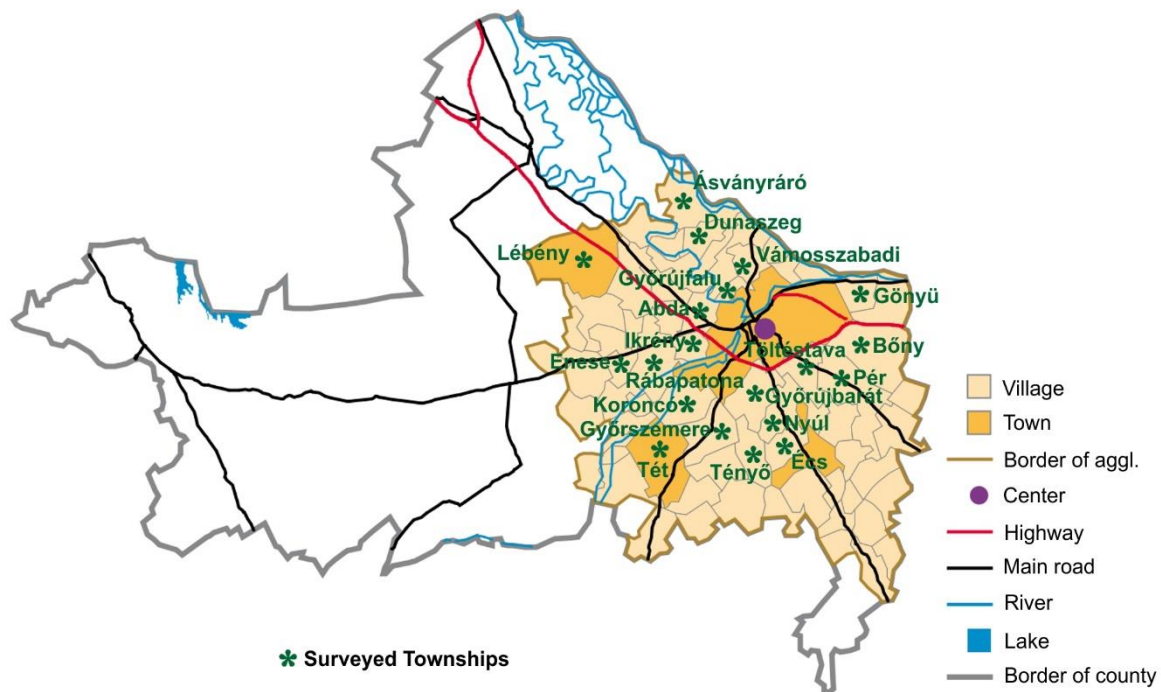 Ásványráró
Dunaszeg
Lébény
Vámosszabadi
Győrújfalu
Gönyü
Abda
Ikrény
Töltéstava
Bőny
Enese
Rábapatona
Pér
Győrújbarát
Koroncó
Nyúl
Győrszemere
Écs
Tét
Tényő
Village
Town
Border of aggl.
Center
Highway
Main road
River
Lake
Border of county
* Surveyed Townships